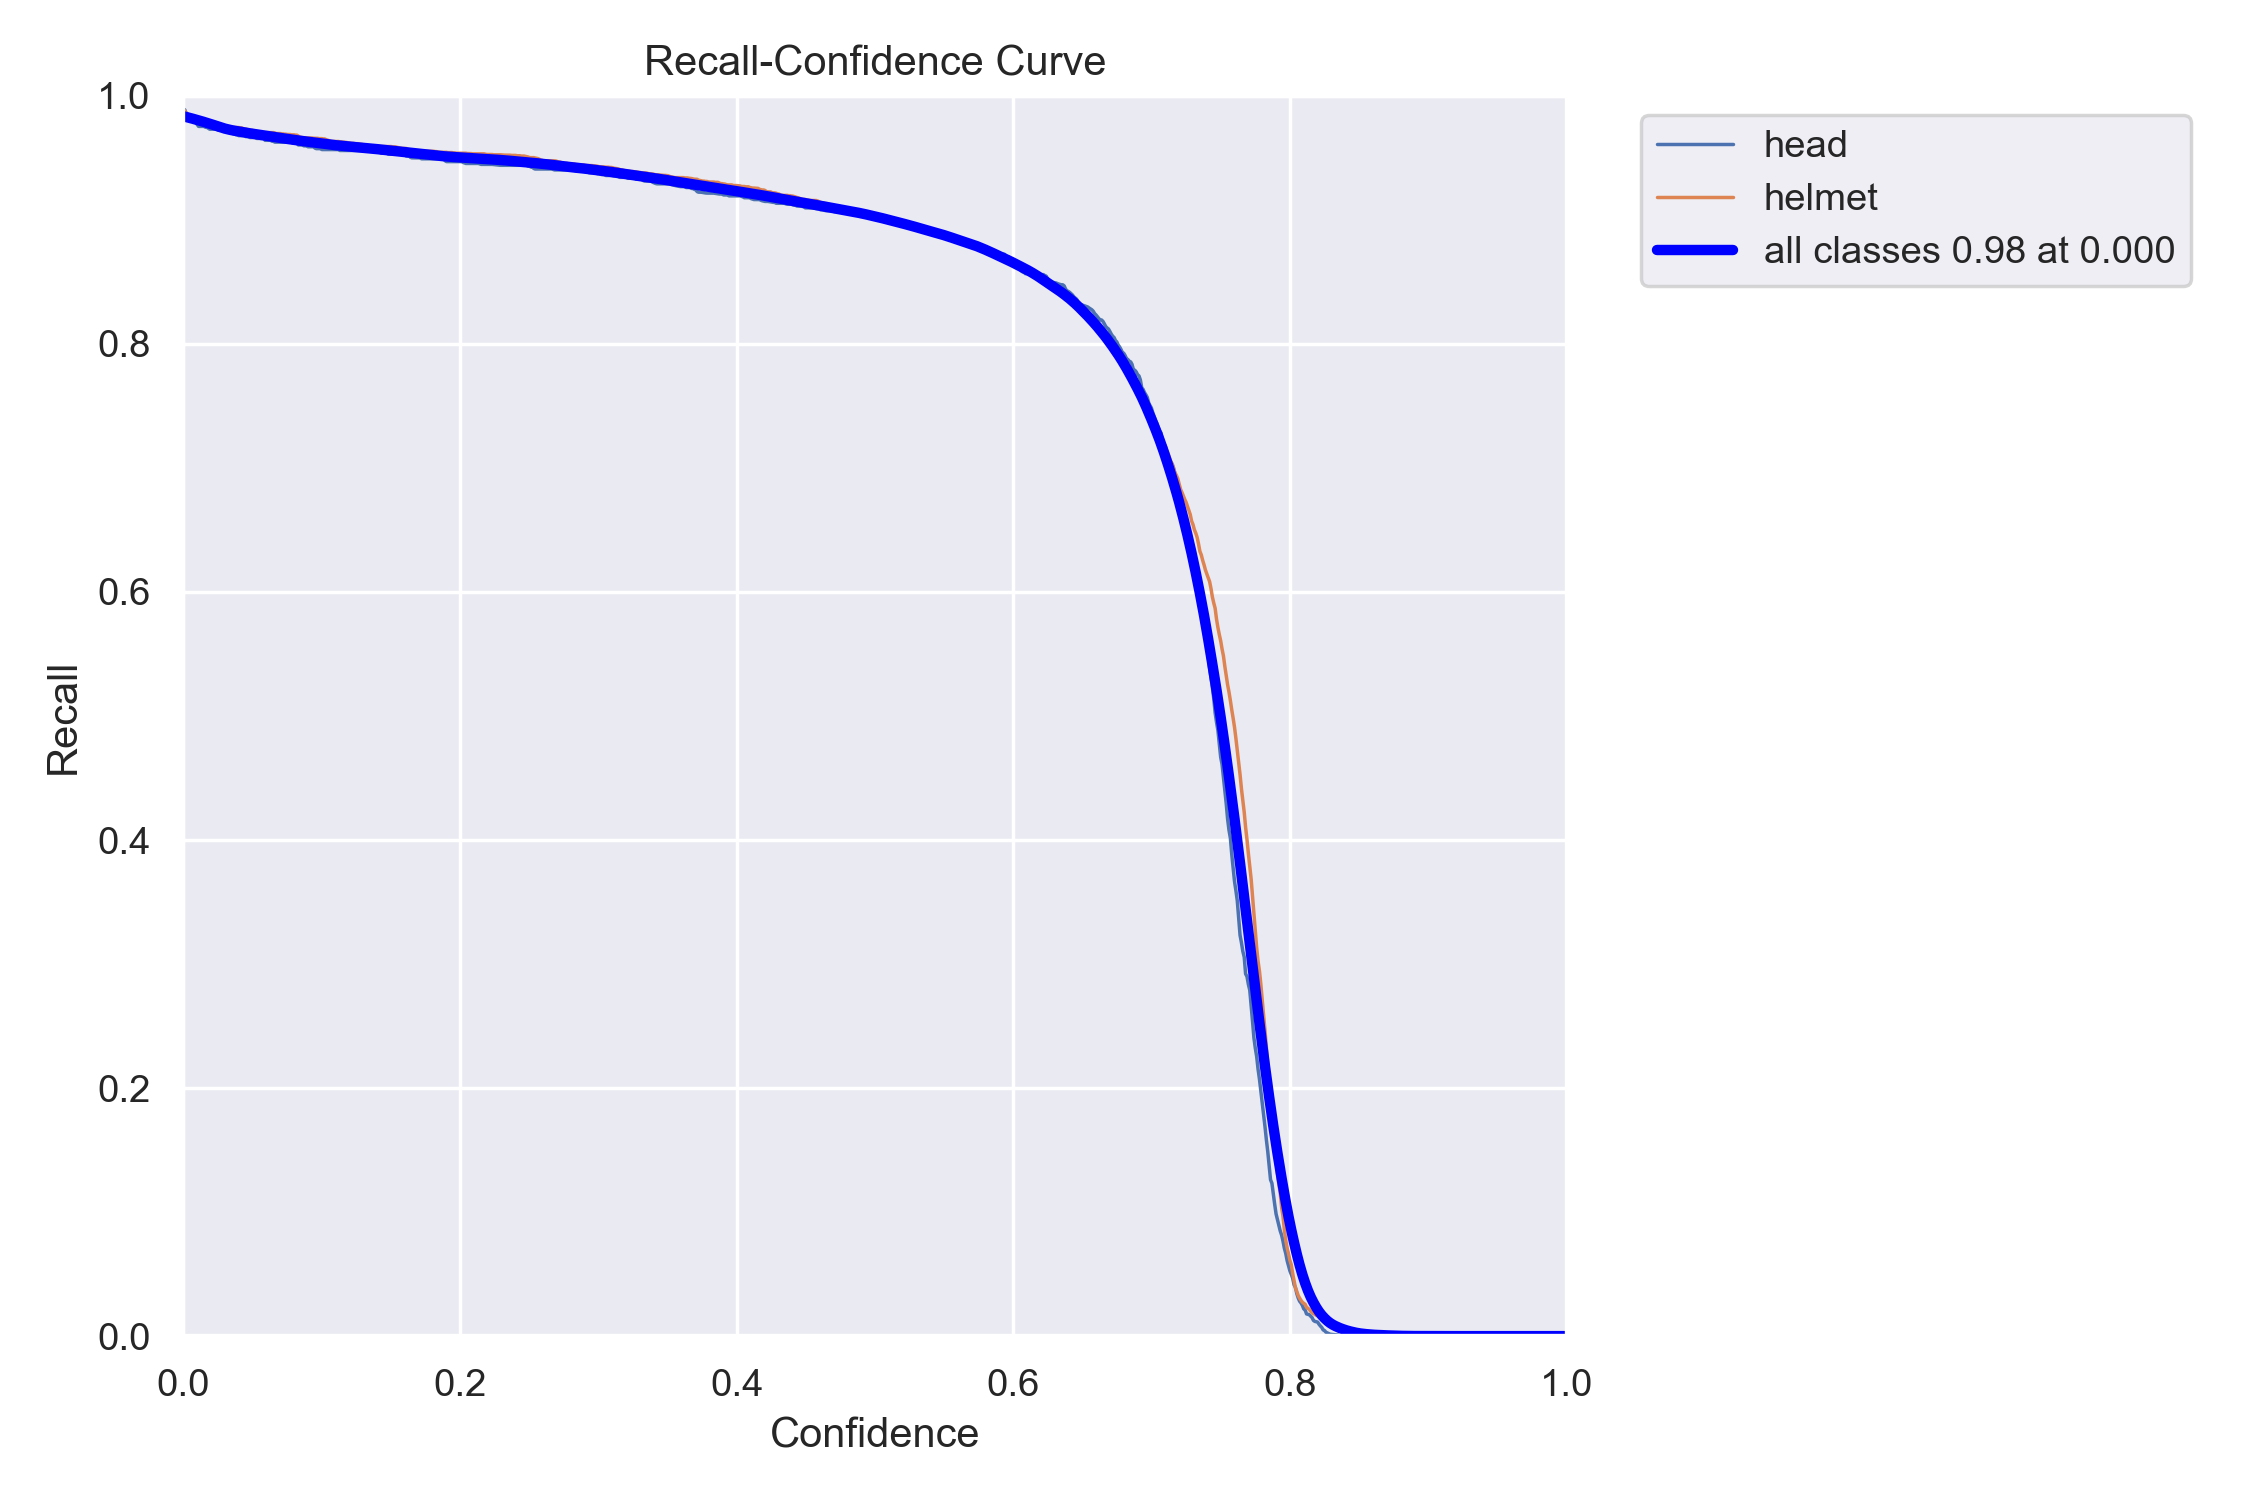 Recall-Confidence Curve
1.0
0.8
0.6
0.4
0.2
0.0
Recall
0.0 0.2 0.4 0.6 0.8 1.0
Confidence
head
helmet
all classes 0.98 at 0.000